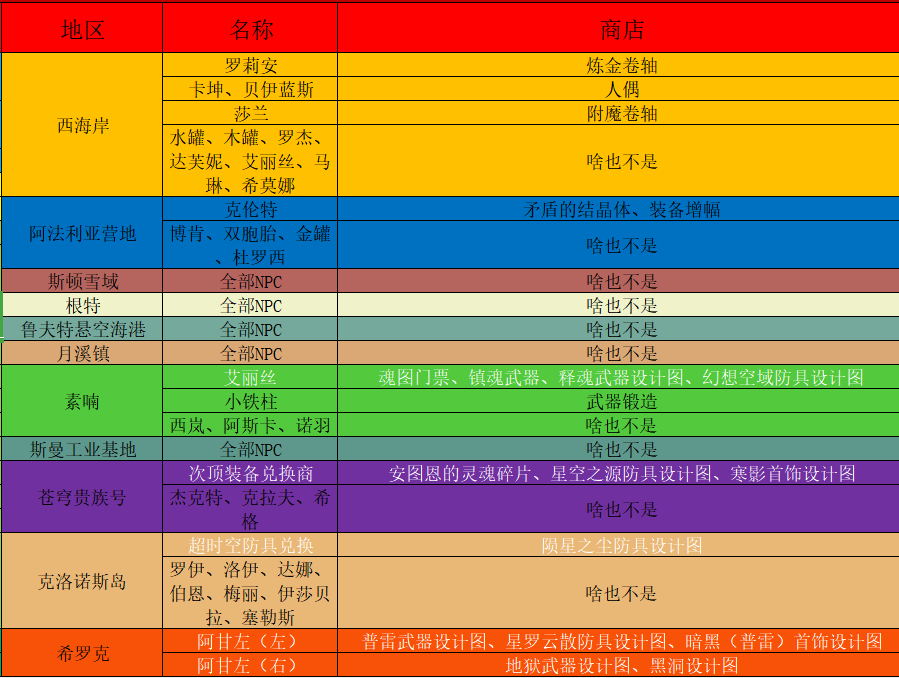 地区 名称 商店
西海岸
罗莉安 炼金卷轴
卡坤、贝伊蓝斯 人偶
莎兰 附魔卷轴
水罐、木罐、罗杰、
达芙妮、艾丽丝、马
琳、希莫娜
啥也不是
阿法利亚营地
克伦特 矛盾的结晶体、装备增幅
博肯、双胞胎、金罐
、杜罗西
啥也不是
斯顿雪域 全部NPC 啥也不是
根特 全部NPC 啥也不是
鲁夫特悬空海港 全部NPC 啥也不是
月溪镇 全部NPC 啥也不是
素喃
艾丽丝 魂图门票、镇魂武器、释魂武器设计图、幻想空域防具设计图
小铁柱 武器锻造
西岚、阿斯卡、诺羽 啥也不是
斯曼工业基地 全部NPC 啥也不是
苍穹贵族号
次顶装备兑换商 安图恩的灵魂碎片、星空之源防具设计图、寒影首饰设计图
杰克特、克拉夫、希
格
啥也不是
克洛诺斯岛
超时空防具兑换 陨星之尘防具设计图
罗伊、洛伊、达娜、
伯恩、梅丽、伊莎贝
拉、塞勒斯
啥也不是
希罗克
阿甘左（左） 普雷武器设计图、星罗云散防具设计图、暗黑（普雷）首饰设计图
阿甘左（右） 地狱武器设计图、黑洞设计图